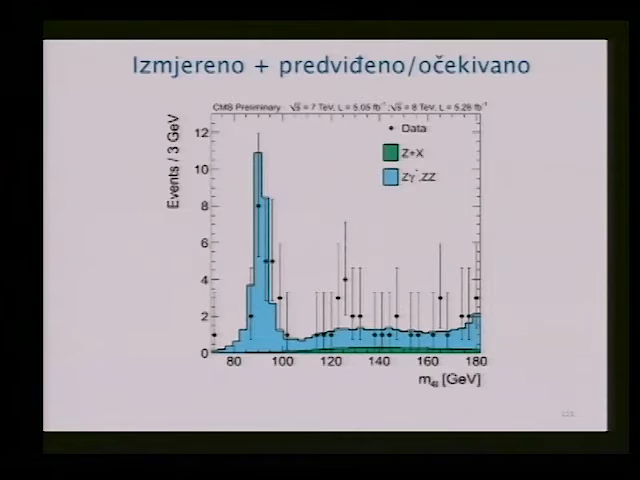 Izmjereno + predviđeno/očekivano
CMS Preliminary √s = 7 TeV, L = 5.05 fb⁻¹ ; √s = 8 TeV, L = 5.26 fb⁻¹
Events / 3 GeV
12
10
8
6
4
2
0
Data
Z+X
Zγ*,ZZ
80 100 120 140 160 180
m4l [GeV]